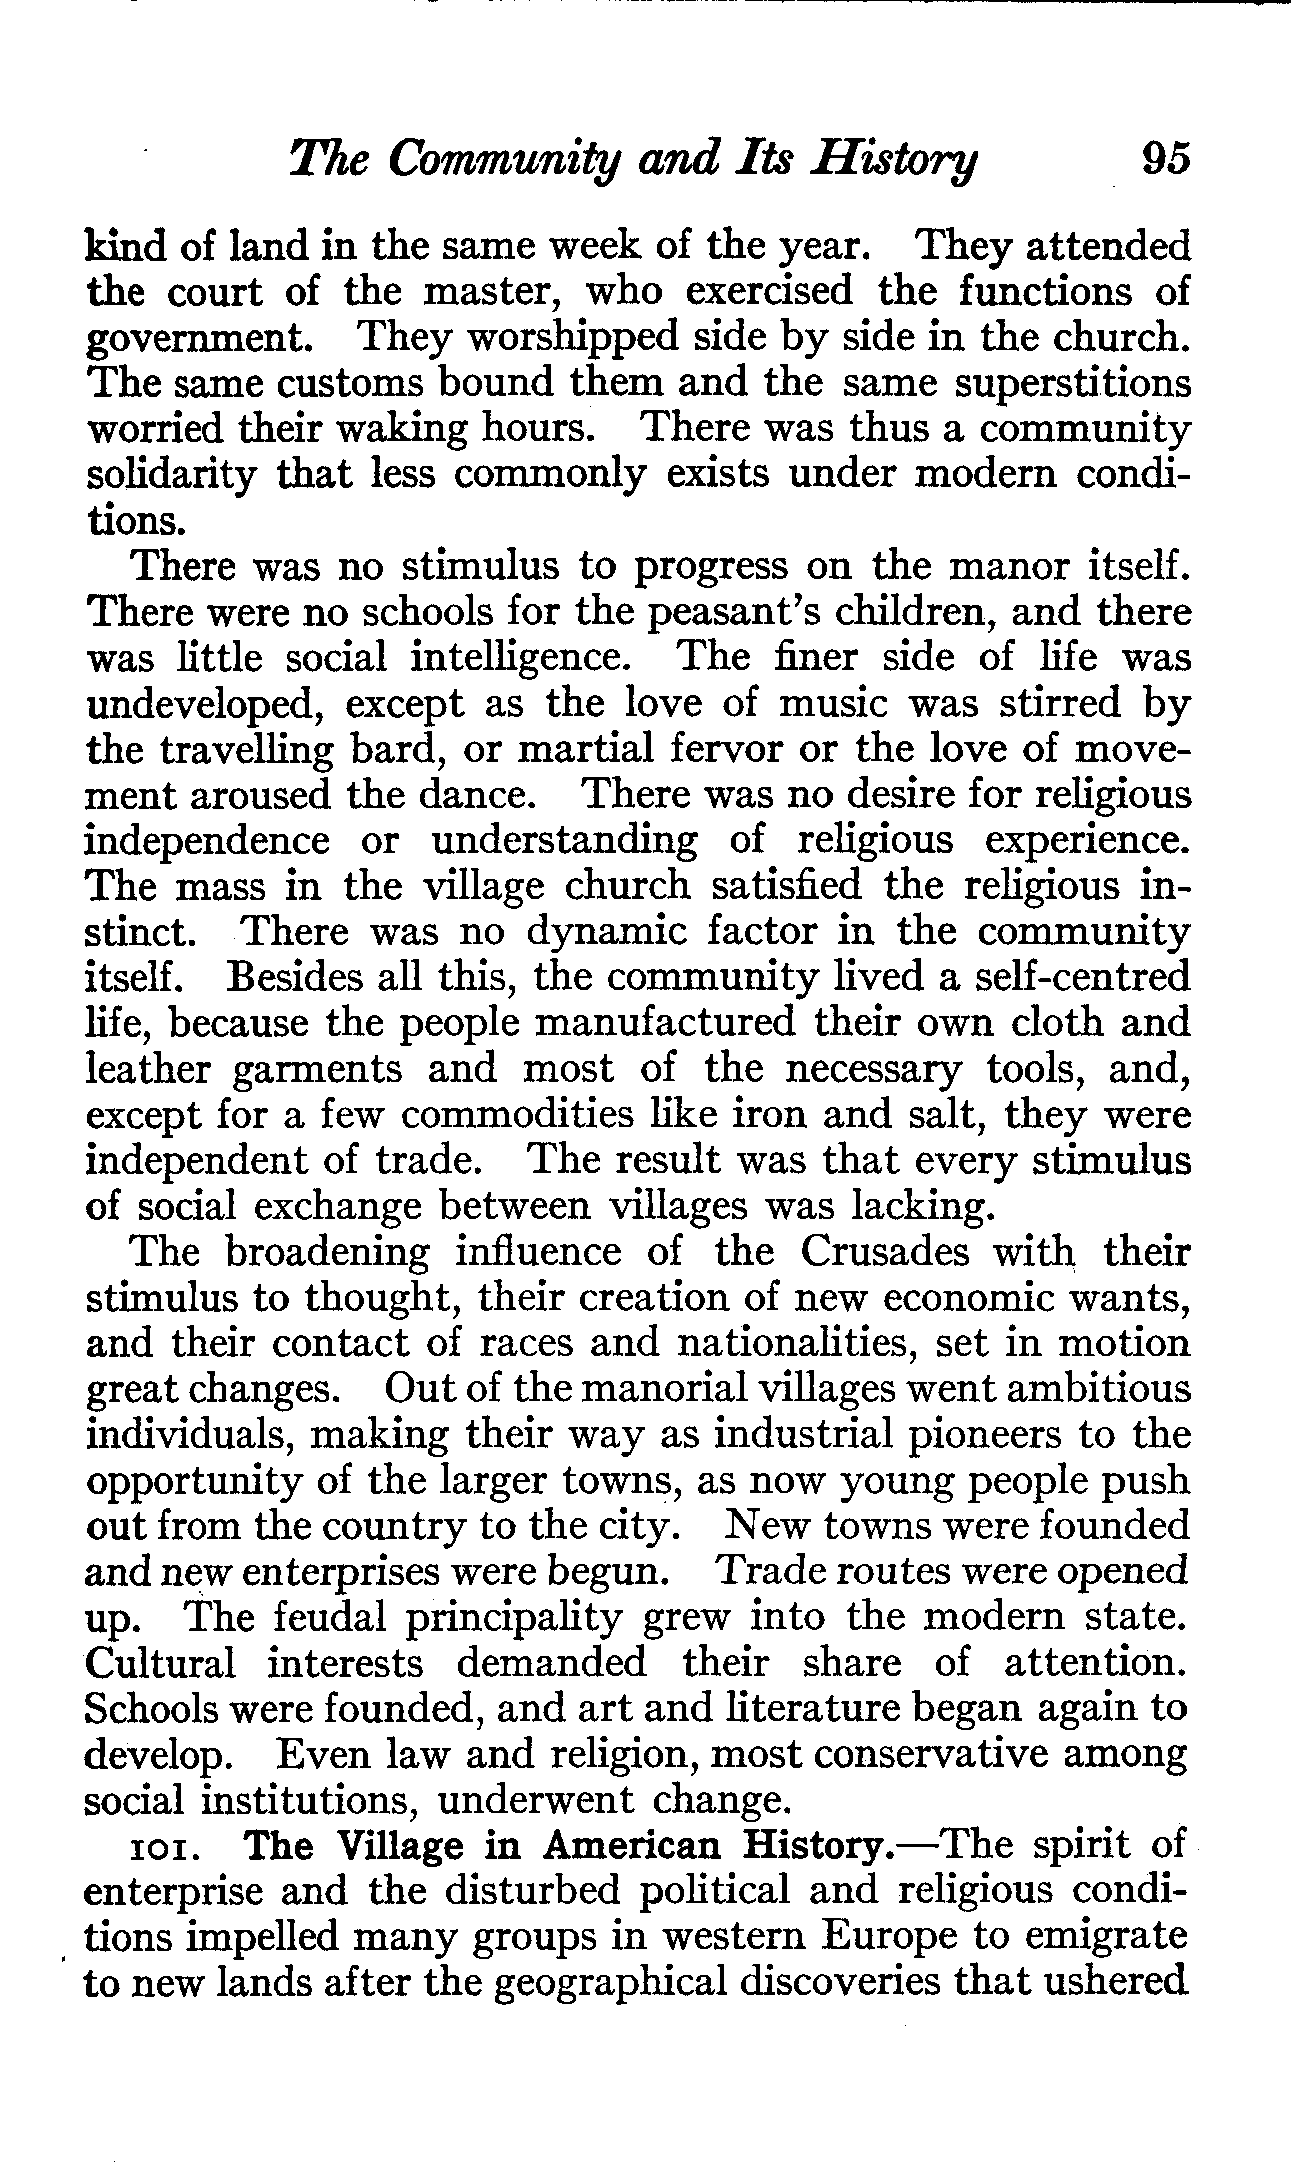 The Community and Its History 95
kind of land in the same week of the year. They attended
the court of the master, who exercised the functions of
government. They worshipped side by side in the church.
The same customs bound them and the same superstitions
worried their waking hours. There was thus a community
solidarity that less commonly exists under modern condi-
tions.
There was no stimulus to progress on the manor itself.
There were no schools for the peasant's children, and there
was little social intelligence. The finer side of life was
undeveloped, except as the love of music was stirred by
the travelling bard, or martial fervor or the love of move-
ment aroused the dance. There was no desire for religious
independence or understanding of religious experience.
The mass in the village church satisfied the religious in-
stinct. There was no dynamic factor in the community
itself. Besides all this, the community lived a self-centred
life, because the people manufactured their own cloth and
leather garments and most of the necessary tools, and,
except for a few commodities like iron and salt, they were
independent of trade. The result was that every stimulus
of social exchange between villages was lacking.
The broadening influence of the Crusades with their
stimulus to thought, their creation of new economic wants,
and their contact of races and nationalities, set in motion
great changes. Out of the manorial villages went ambitious
individuals, making their way as industrial pioneers to the
opportunity of the larger towns, as now young people push
out from the country to the city. New towns were founded
and new enterprises were begun. Trade routes were opened
up. The feudal principality grew into the modern state.
Cultural interests demanded their share of attention.
Schools were founded, and art and literature began again to
develop. Even law and religion, most conservative among
social institutions, underwent change.
101. The Village in American History.—The spirit of
enterprise and the disturbed political and religious condi-
tions impelled many groups in western Europe to emigrate
to new lands after the geographical discoveries that ushered